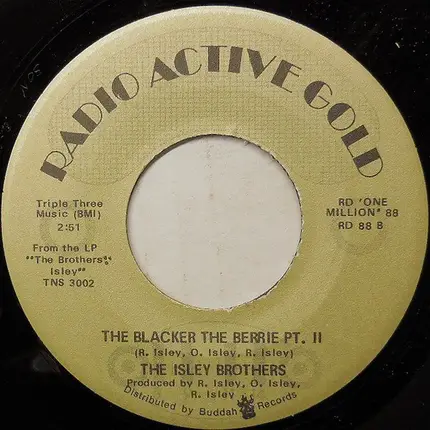 RADIO ACTIVE GOLD
Triple Three
Music (BMI)
2:51
From the LP
"The Brothers:
Isley"
TNS 3002
RD 'ONE
MILLION' 88
RD 88 B
THE BLACKER THE BERRIE PT. II
(R. Isley, O. Isley, R. Isley)
THE ISLEY BROTHERS
Produced by R. Isley, O. Isley,
R. Isley
Distributed by Buddah Records